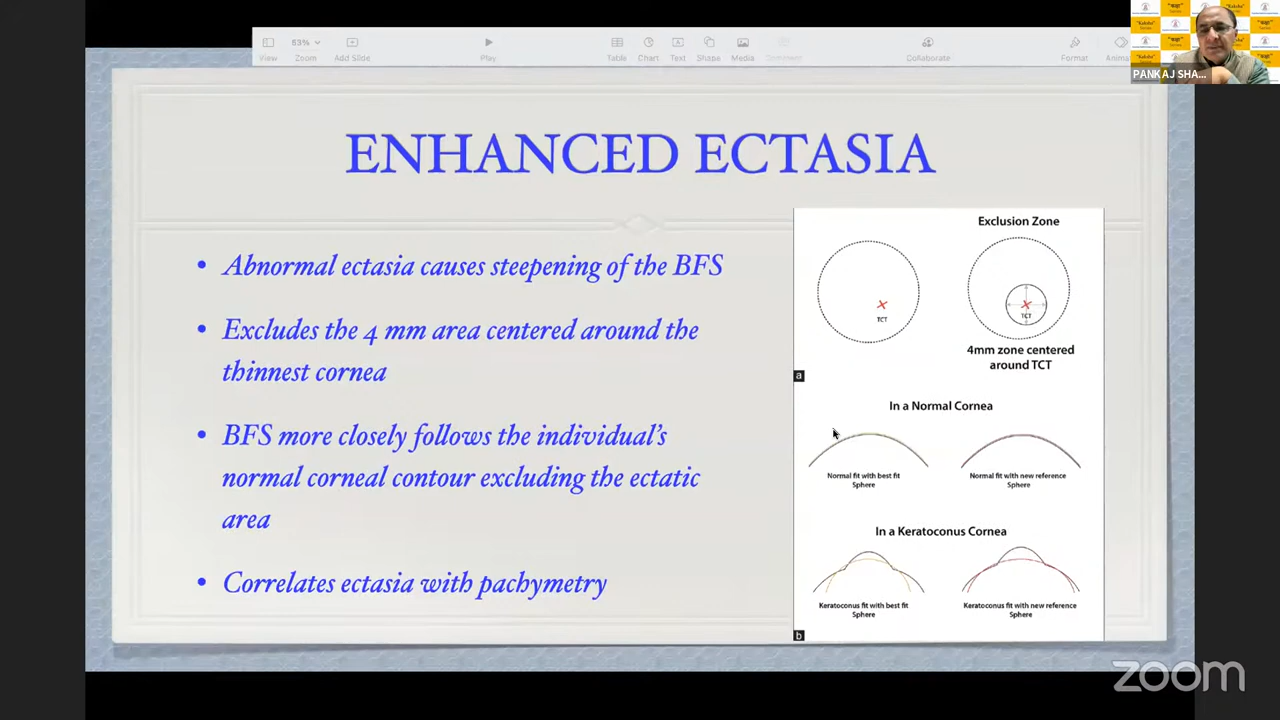 53%
View
Zoom
Add Slide
Play
Table
Chart
Text
Shape
Media
Comment
Collaborate
Format
PANKAJ SHA...
ENHANCED ECTASIA
• Abnormal ectasia causes steepening of the BFS
• Excludes the 4 mm area centered around the
thinnest cornea
• BFS more closely follows the individual's
normal corneal contour excluding the ectatic
area
• Correlates ectasia with pachymetry
Exclusion Zone
TCT
TCT
4mm zone centered
around TCT
a
In a Normal Cornea
Normal fit with best fit
Sphere
Normal fit with new reference
Sphere
In a Keratoconus Cornea
Keratoconus fit with best fit
Sphere
Keratoconus fit with new reference
Sphere
b
zoom